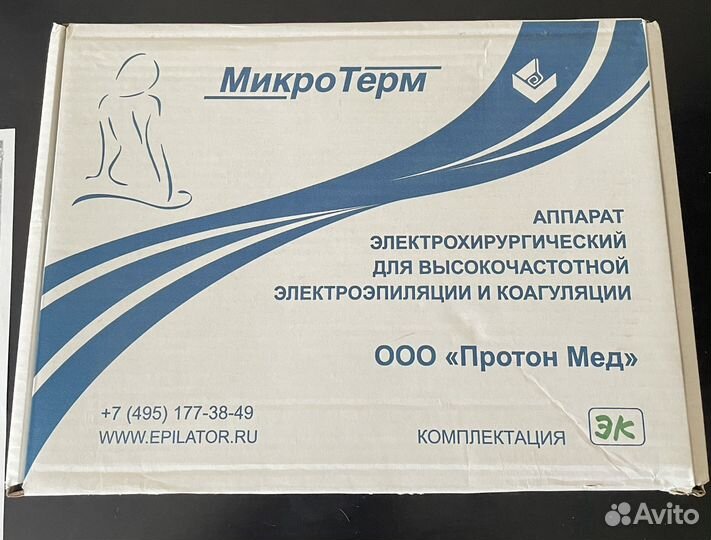 МикроТерм
АППАРАТ
ЭЛЕКТРОХИРУРГИЧЕСКИЙ
ДЛЯ ВЫСОКОЧАСТОТНОЙ
ЭЛЕКТРОЭПИЛЯЦИИ И КОАГУЛЯЦИИ
ООО «Протон Мед»
+7 (495) 177-38-49
WWW.EPILATOR.RU
КОМПЛЕКТАЦИЯ ЭК
Avito